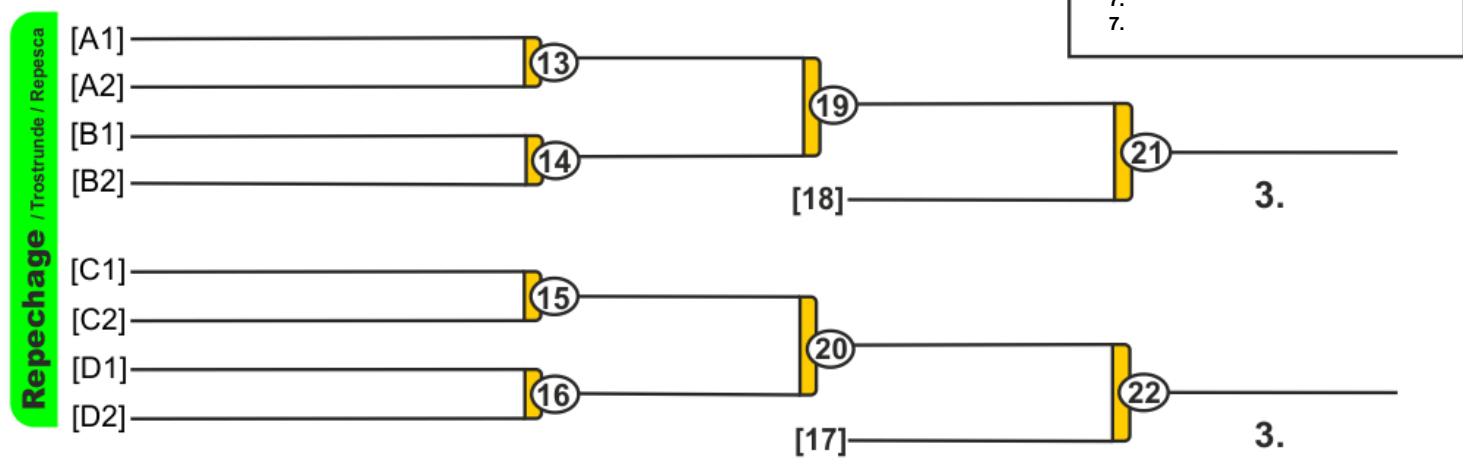 7.
7.
Repechage / Trostrunde / Repesca
[A1]
13
[A2]
19
[B1]
14
[B2]
21
[18]
3.
[C1]
15
[C2]
20
[D1]
16
[D2]
22
[17]
3.